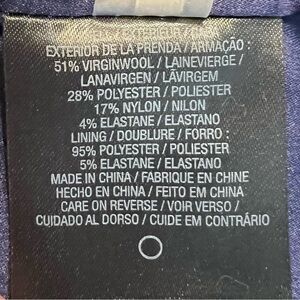 EXTERIOR DE LA PRENDA / ARMAÇÃO :
51% VIRGINWOOL / LAINEVIERGE /
LANAVIRGEN / LÃVIRGEM
28% POLYESTER / POLIESTER
17% NYLON / NILON
4% ELASTANE / ELASTANO
LINING / DOUBLURE / FORRO :
95% POLYESTER / POLIESTER
5% ELASTANE / ELASTANO
MADE IN CHINA / FABRIQUE EN CHINE
HECHO EN CHINA / FEITO EM CHINA
CARE ON REVERSE / VOIR VERSO /
CUIDADO AL DORSO / CUIDE EM CONTRÁRIO